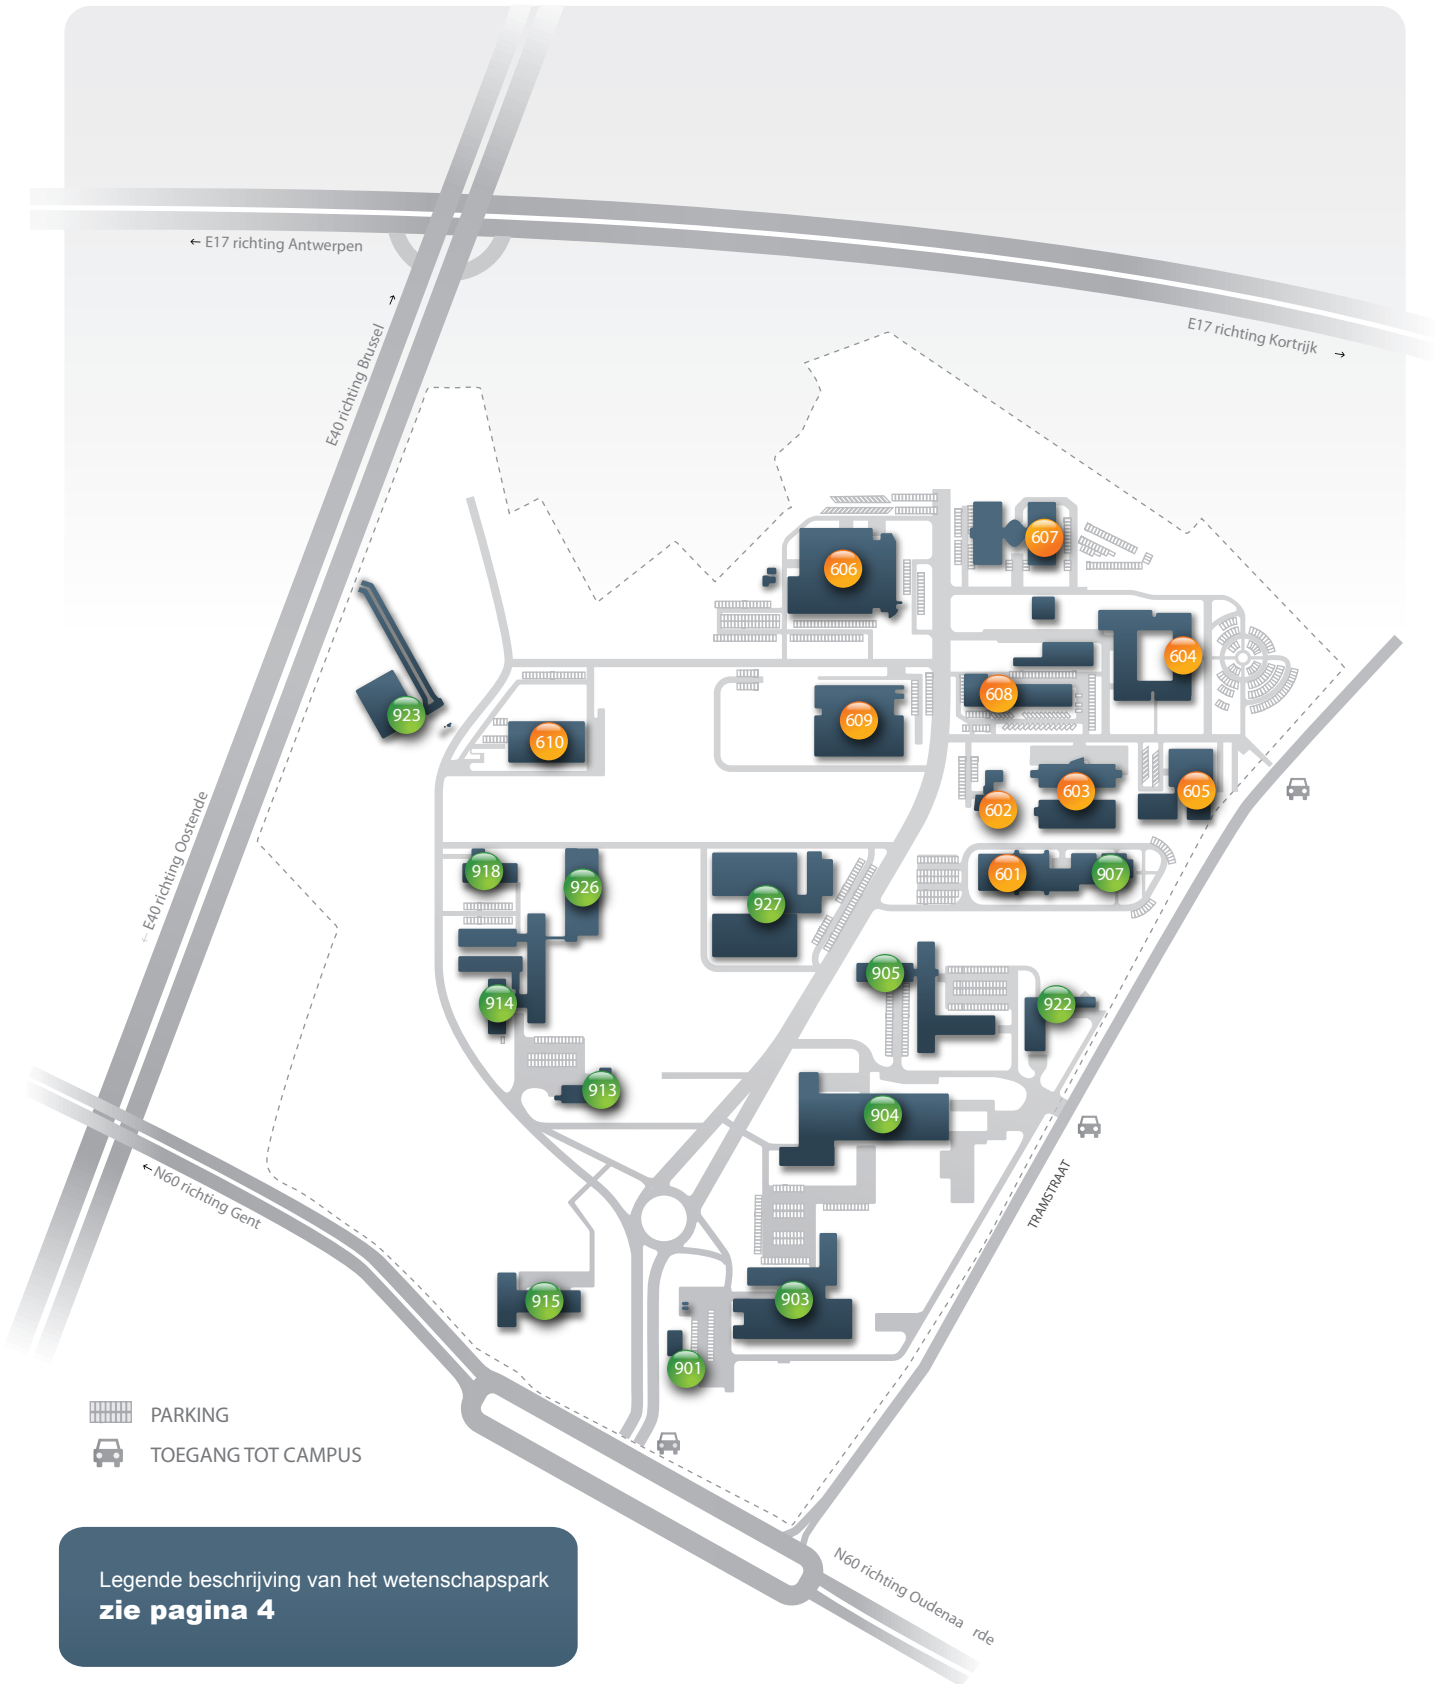 ← E17 richting Antwerpen
E17 richting Kortrijk →
E40 richting Brussel →
← E40 richting Oostende
607
606
604
608
923
609
610
603
605
602
918
601
907
926
927
905
914
922
913
904
TRAMSTRAAT
← N60 richting Gent
903
915
901
PARKING
TOEGANG TOT CAMPUS
N60 richting Oudenaa rde
Legende beschrijving van het wetenschapspark
zie pagina 4